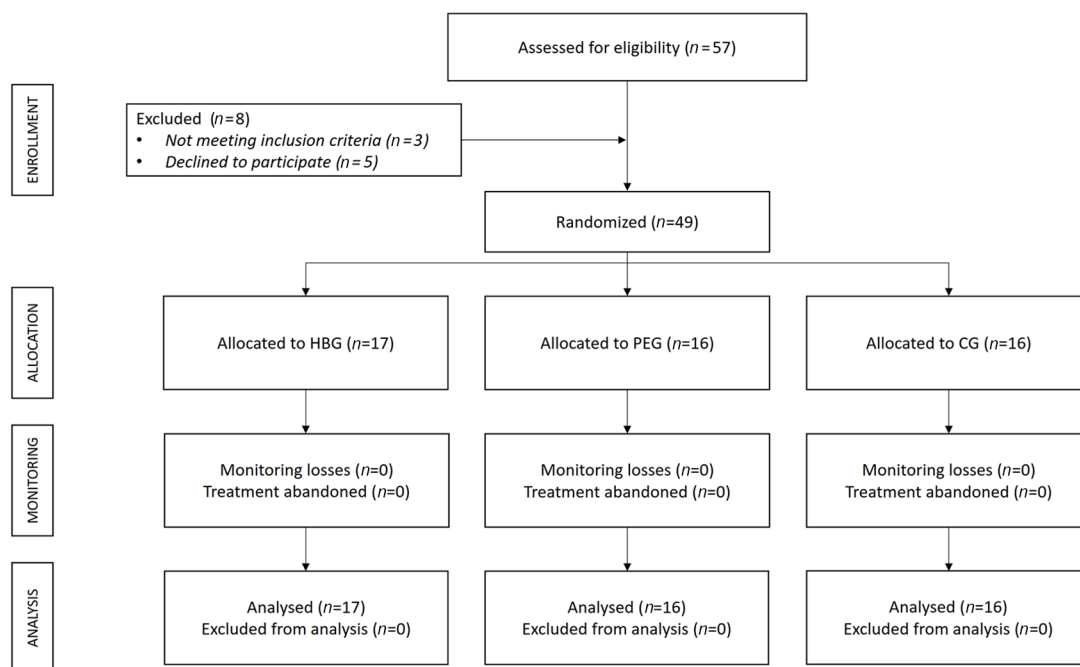 Assessed for eligibility (n=57)
ENROLLMENT
Excluded (n=8)
• Not meeting inclusion criteria (n=3)
• Declined to participate (n=5)
Randomized (n=49)
ALLOCATION
Allocated to HBG (n=17)
Allocated to PEG (n=16)
Allocated to CG (n=16)
MONITORING
Monitoring losses (n=0)
Treatment abandoned (n=0)
Monitoring losses (n=0)
Treatment abandoned (n=0)
Monitoring losses (n=0)
Treatment abandoned (n=0)
ANALYSIS
Analysed (n=17)
Excluded from analysis (n=0)
Analysed (n=16)
Excluded from analysis (n=0)
Analysed (n=16)
Excluded from analysis (n=0)